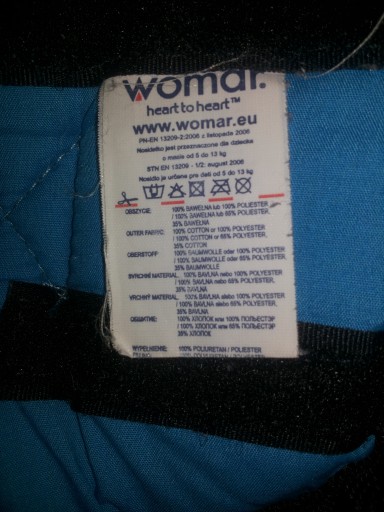 womar.
heart to heart™
www.womar.eu
PN-EN 13209-2:2006 z listopada 2006
Nosidełko jest przeznaczone dla dziecka
o masie od 5 do 13 kg
STN EN 13209 - 1/2: august 2006
Nosido je určene pre deti od 5 do 13 kg
OBSZYCIE: 100% BAWEŁNA lub 100% POLIESTER
/ 100% BAWEŁNA lub 65% POLIESTER,
35% BAWEŁNA
OUTER FABRIC: 100% COTTON or 100% POLYESTER
/ 100% COTTON or 65% POLYESTER,
35% COTTON
OBERSTOFF: 100% BAUMWOLLE oder 100% POLYESTER
/ 100% BAUMWOLLE oder 65% POLYESTER,
35% BAUMWOLLE
SVRCHNÍ MATERIAL: 100% BAVLNA nebo 100% POLYESTER
/ 100% BAVLNA nebo 65% POLYESTER,
35% BAVLNA
VRCHNÝ MATERIAL: 100% BAVLNA alebo 100% POLYESTER
/ 100% BAVLNA alebo 65% POLYESTER,
35% BAVLNA
ОБШИТИЕ: 100% ХЛОПОК или 100% ПОЛЬЕСТЭР
/ 100% ХЛОПОК или 65% ПОЛЬЕСТЭР
35% ХЛОПОК
WYPEŁNIENIE: 100% POLIURETAN / POLIESTER